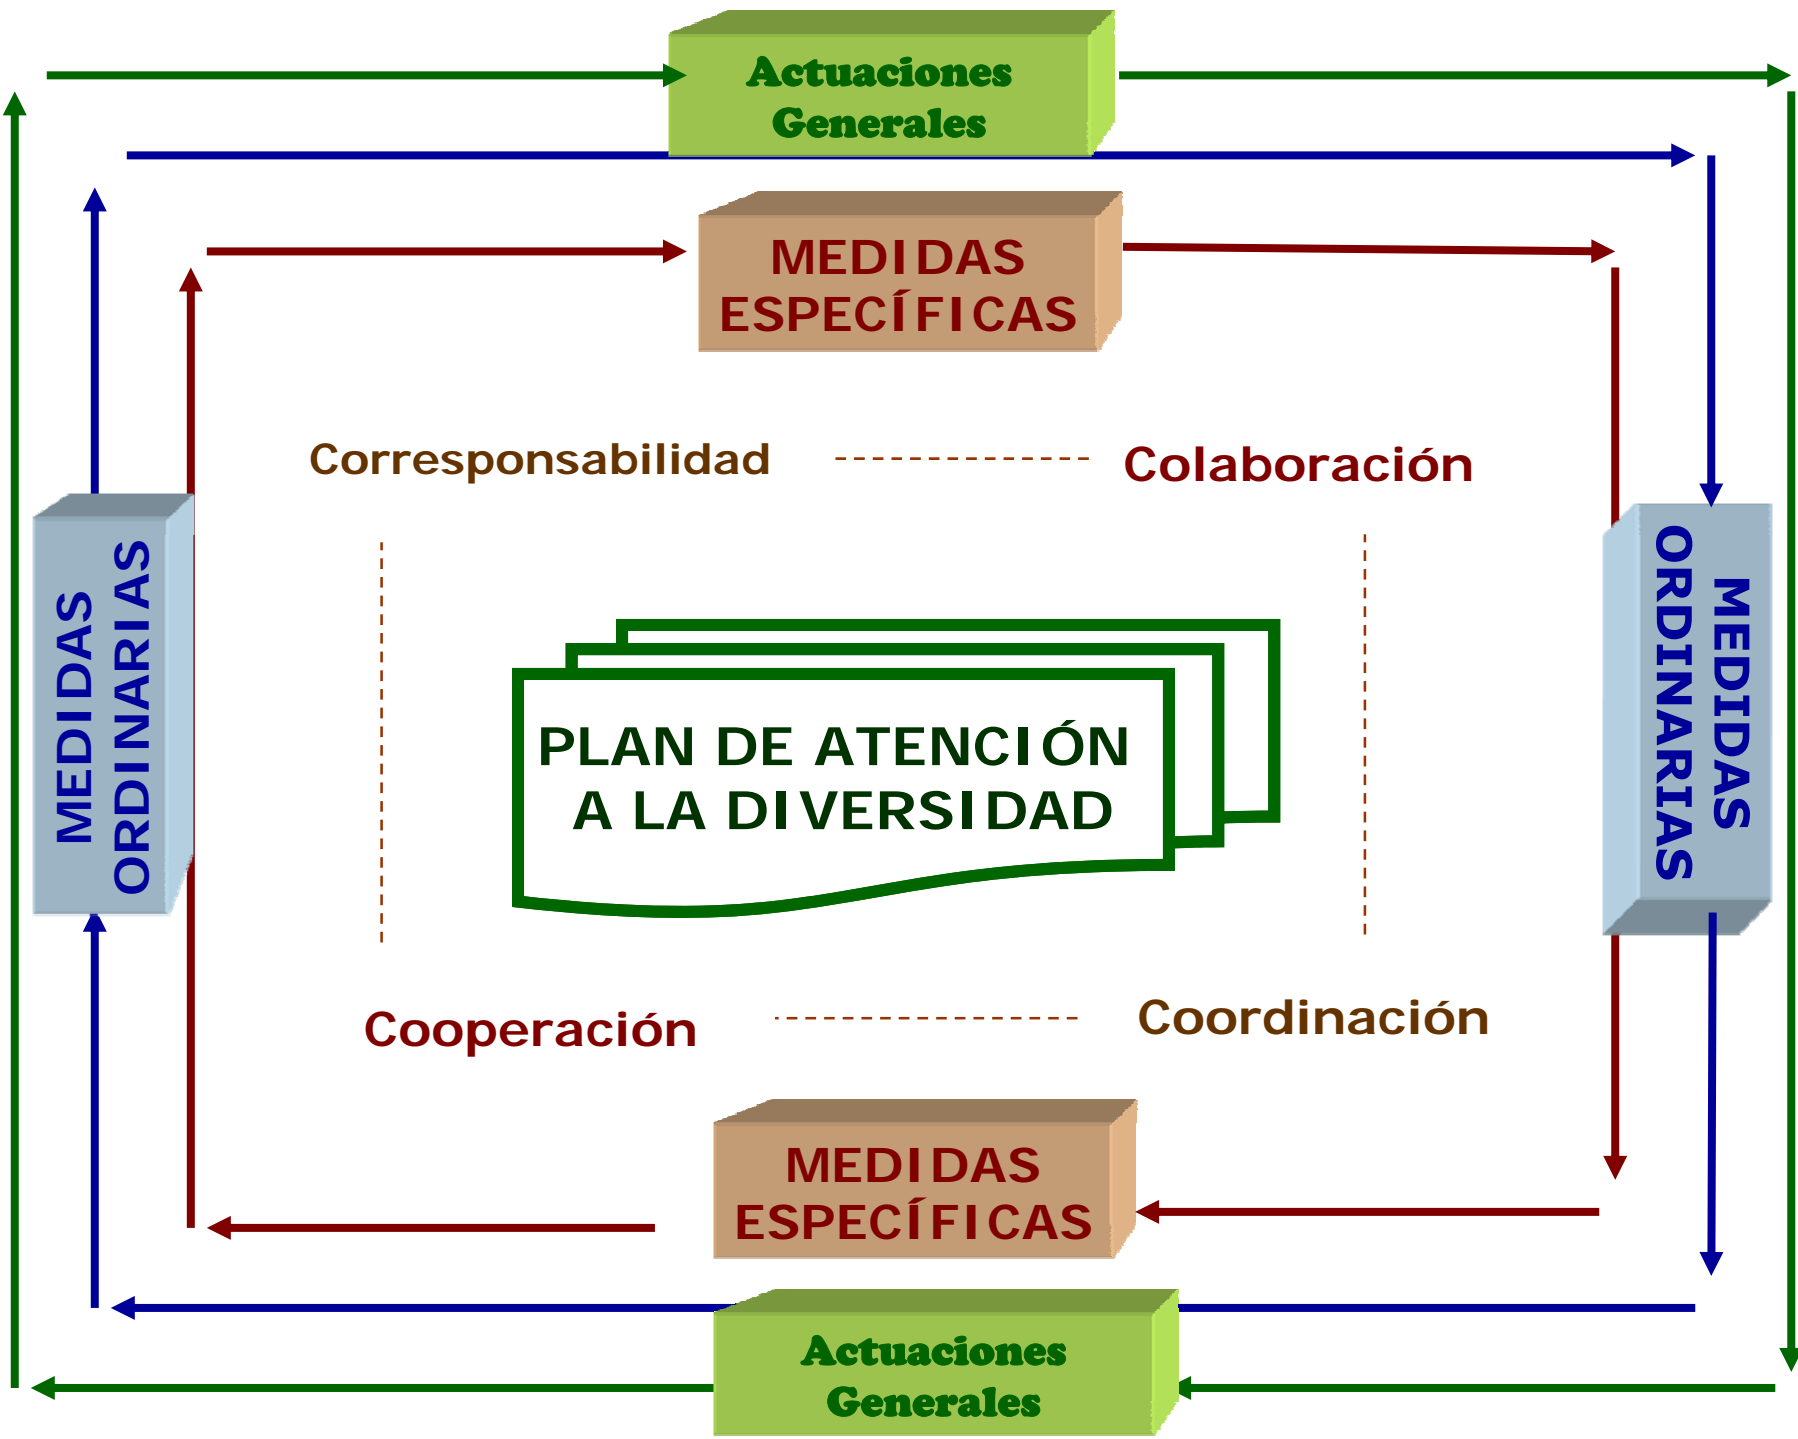 Actuaciones
Generales
MEDIDAS
ESPECÍFICAS
Corresponsabilidad
Colaboración
MEDIDAS
ORDINARIAS
PLAN DE ATENCIÓN
A LA DIVERSIDAD
MEDIDAS
ORDINARIAS
Cooperación
Coordinación
MEDIDAS
ESPECÍFICAS
Actuaciones
Generales